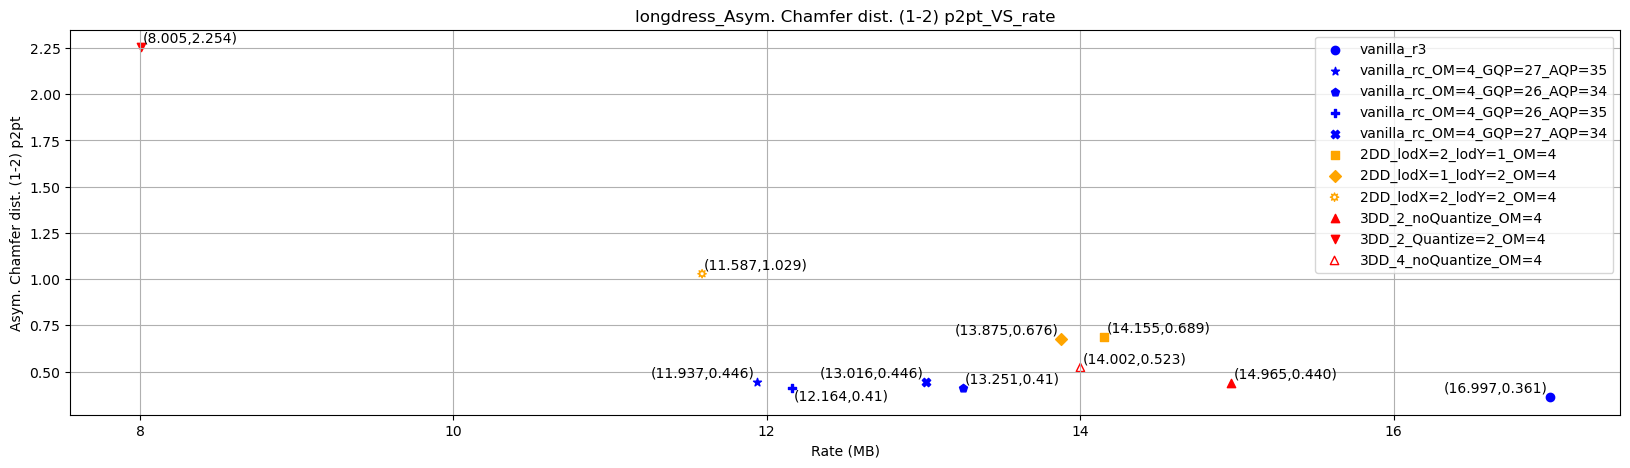 longdress_Asym. Chamfer dist. (1-2) p2pt_VS_rate
Asym. Chamfer dist. (1-2) p2pt
2.25
2.00
1.75
1.50
1.25
1.00
0.75
0.50
(8.005,2.254)
(11.587,1.029)
(13.875,0.676)
(14.155,0.689)
(14.002,0.523)
(11.937,0.446)
(13.016,0.446)
(13.251,0.41)
(14.965,0.440)
(12.164,0.41)
(16.997,0.361)
vanilla_r3
vanilla_rc_OM=4_GQP=27_AQP=35
vanilla_rc_OM=4_GQP=26_AQP=34
vanilla_rc_OM=4_GQP=26_AQP=35
vanilla_rc_OM=4_GQP=27_AQP=34
2DD_lodX=2_lodY=1_OM=4
2DD_lodX=1_lodY=2_OM=4
2DD_lodX=2_lodY=2_OM=4
3DD_2_noQuantize_OM=4
3DD_2_Quantize=2_OM=4
3DD_4_noQuantize_OM=4
8
10
12
14
16
Rate (MB)